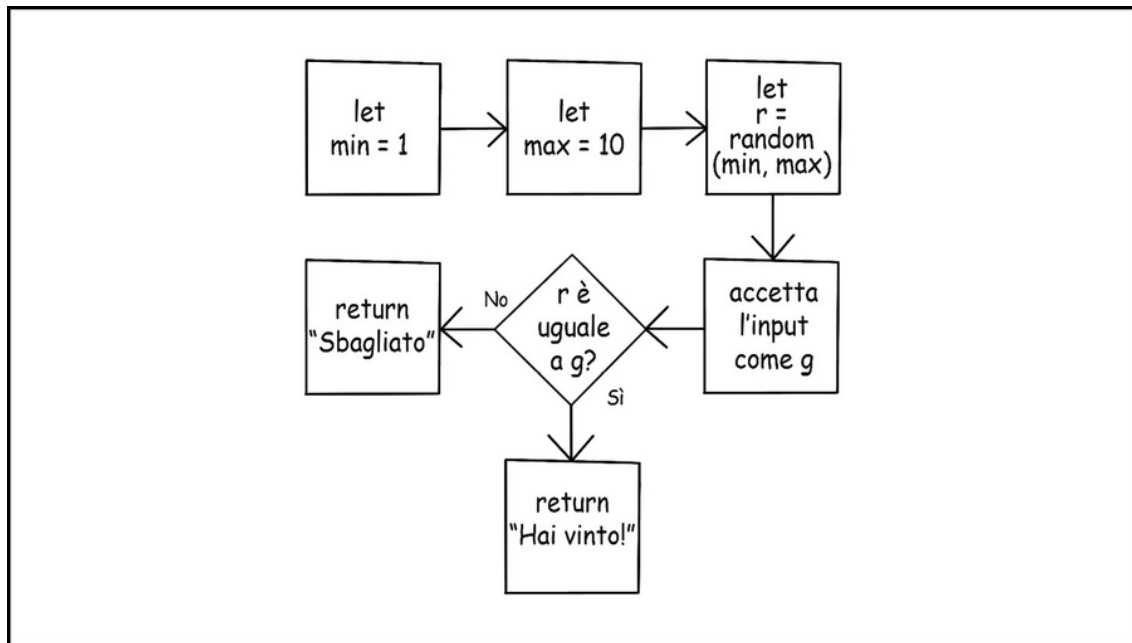 let
min = 1
let
max = 10
let
r =
random
(min, max)
accetta
l'input
come g
r è
uguale
a g?
No
return
“Sbagliato”
Sì
return
“Hai vinto!”